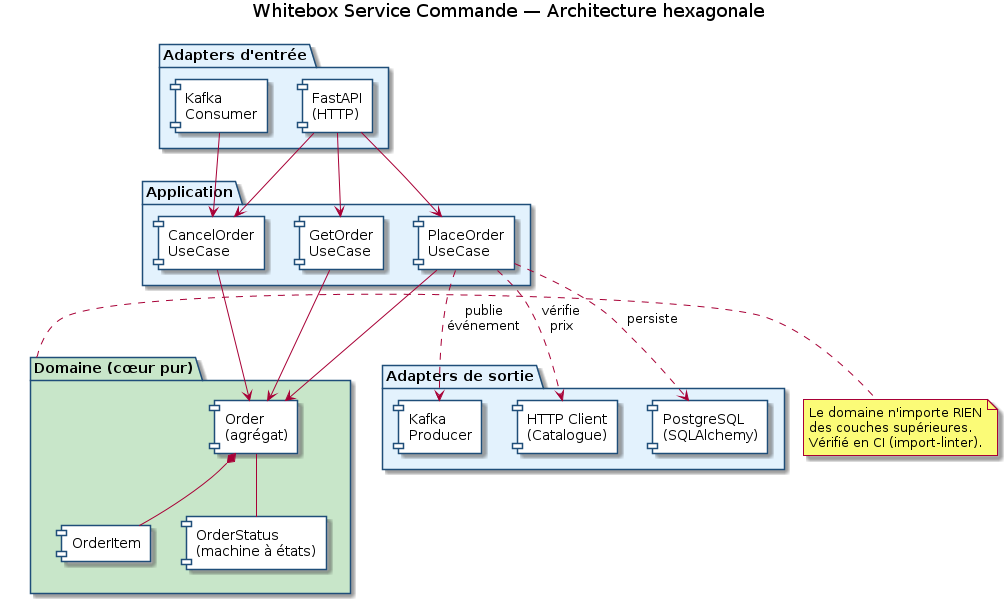 Whitebox Service Commande — Architecture hexagonale
Adapters d'entrée
Kafka
Consumer
FastAPI
(HTTP)
Application
CancelOrder
UseCase
GetOrder
UseCase
PlaceOrder
UseCase
publie
événement
vérifie
prix
persiste
Domaine (cœur pur)
Order
(agrégat)
OrderItem
OrderStatus
(machine à états)
Adapters de sortie
Kafka
Producer
HTTP Client
(Catalogue)
PostgreSQL
(SQLAlchemy)
Le domaine n'importe RIEN
des couches supérieures.
Vérifié en CI (import-linter).